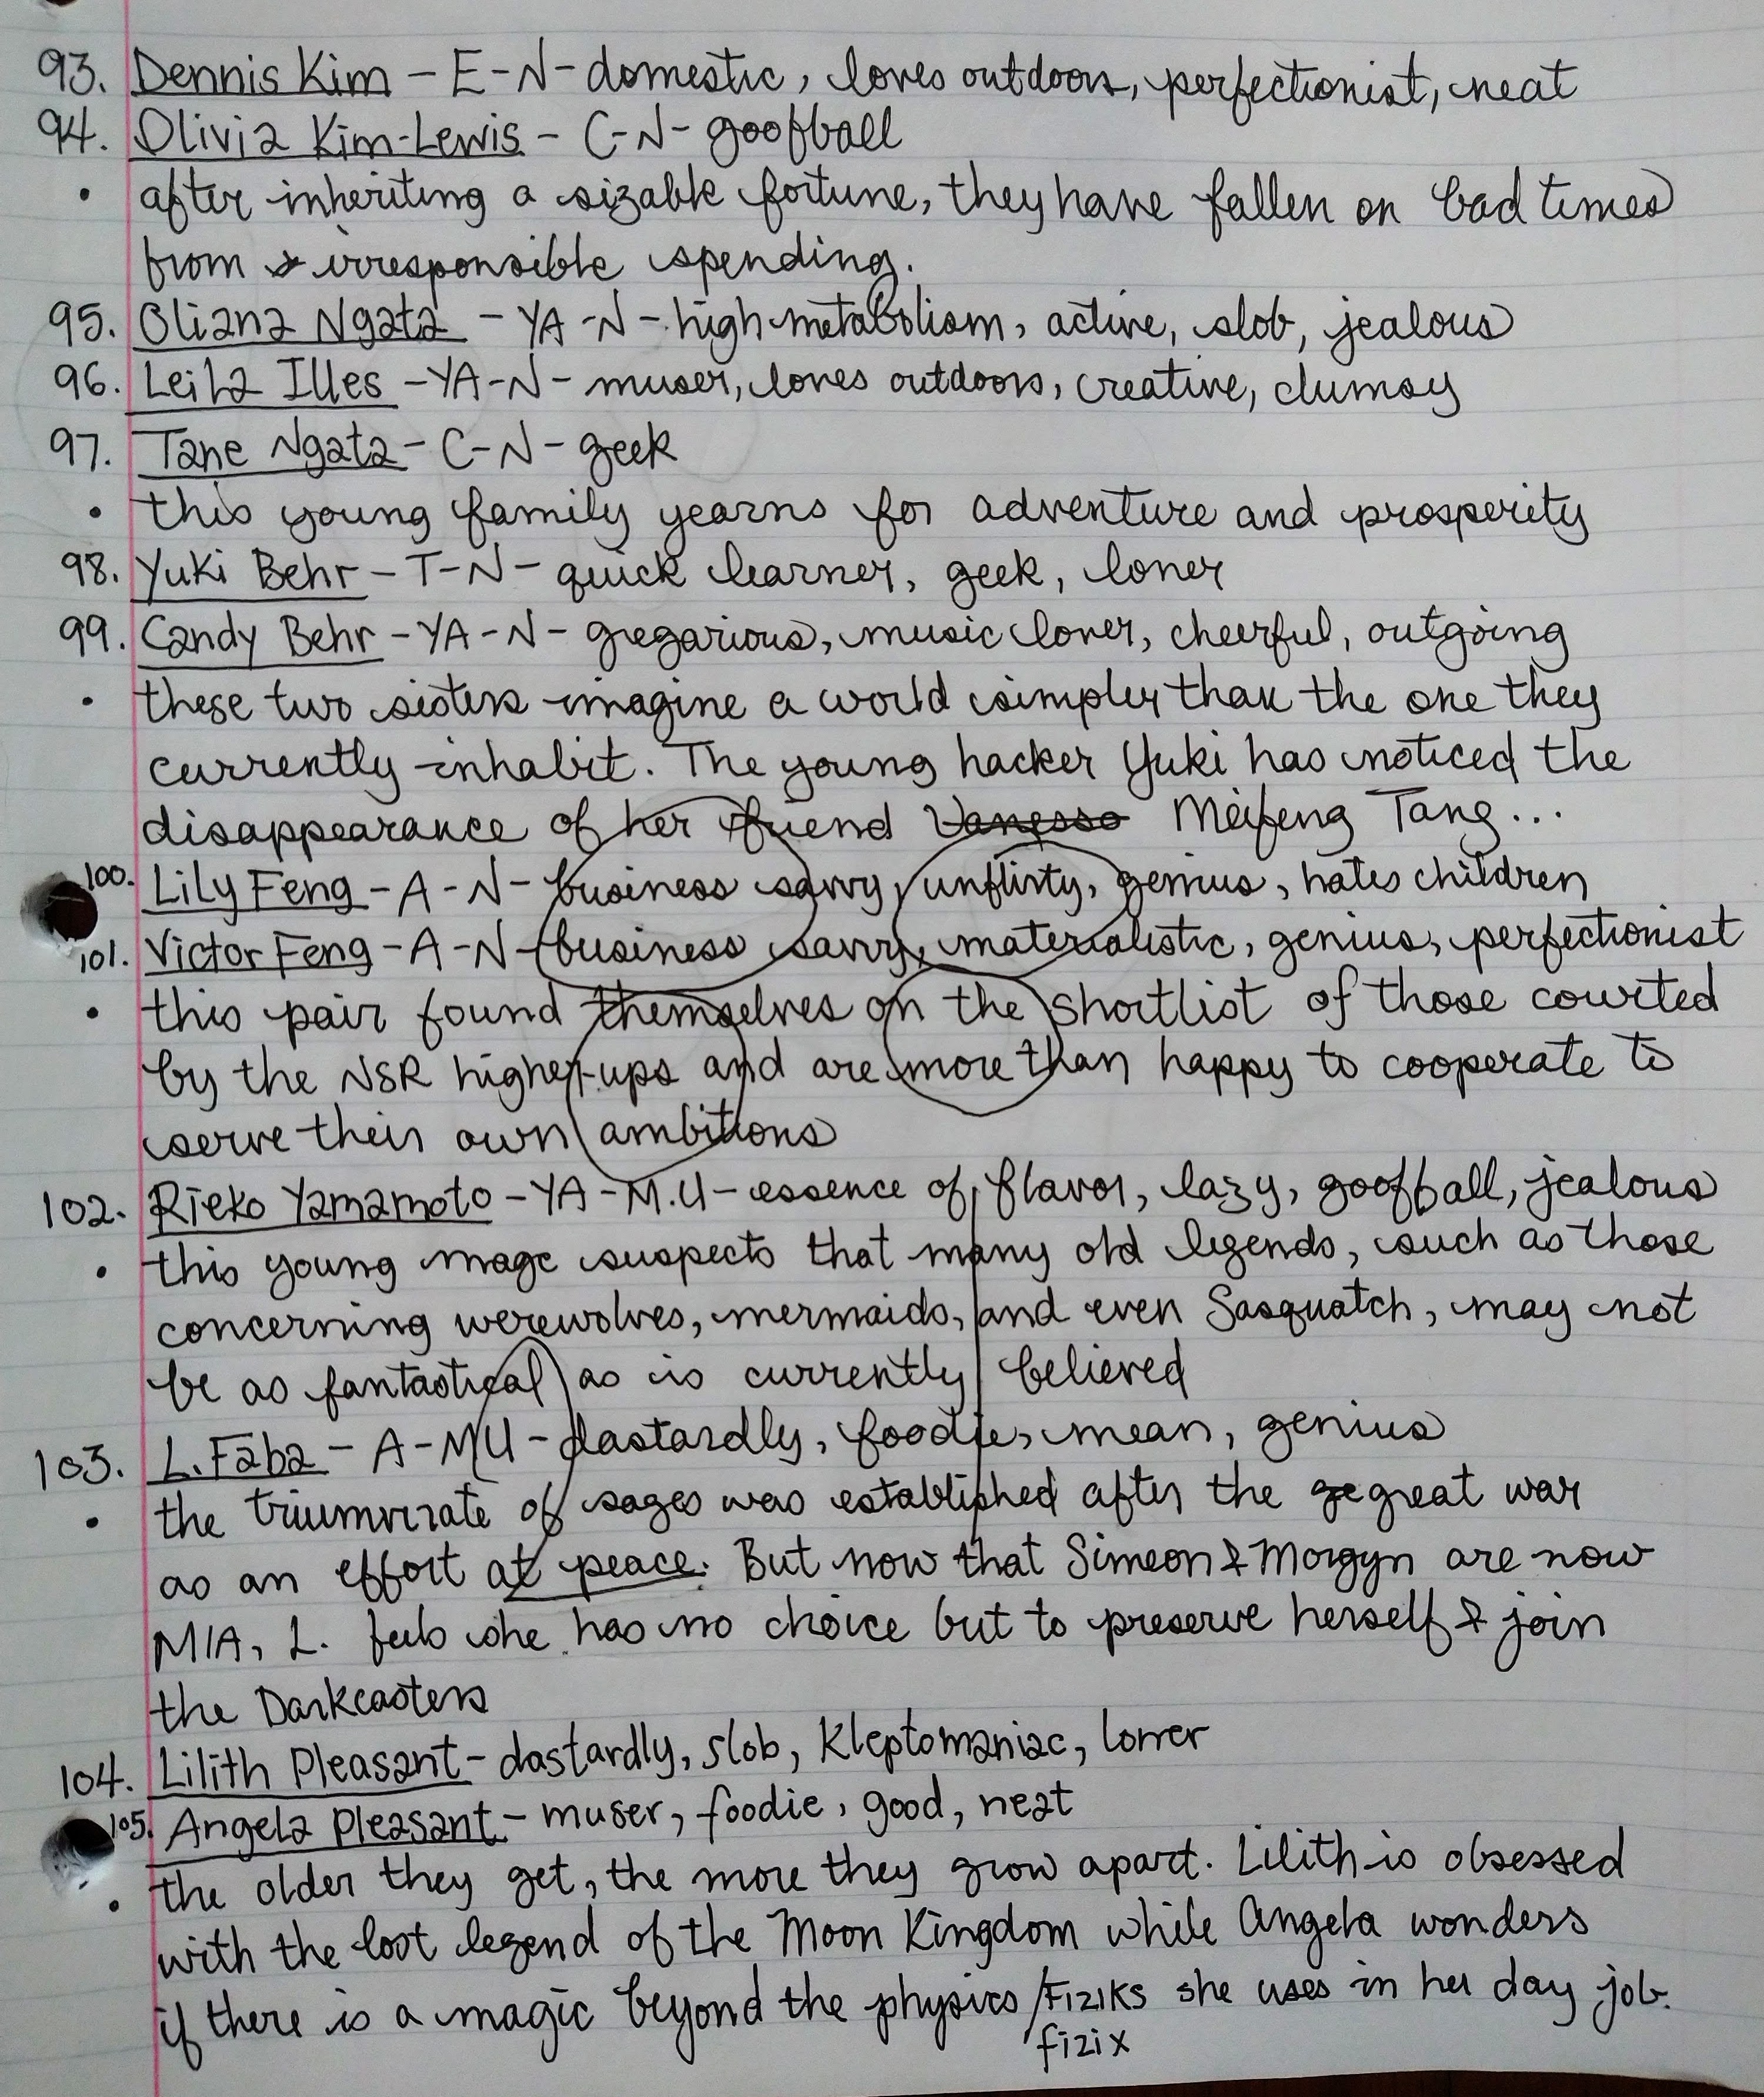 93. Dennis Kim - E-N- domestic, loves outdoors, perfectionist, neat
94. Olivia Kim-Lewis - C-N- goofball
• after inheriting a sizable fortune, they have fallen on bad times
from irresponsible spending.
95. Oliana Ngata - YA-N- high metabolism, active, slob, jealous
96. Leila Illes - YA-N- muser, loves outdoors, creative, clumsy
97. Tane Ngata - C-N- geek
• this young family yearns for adventure and prosperity
98. Yuki Behr - T-N- quick learner, geek, loner
99. Candy Behr - YA-N- gregarious, music lover, cheerful, outgoing
• these two sisters imagine a world simpler than the one they
currently inhabit. The young hacker Yuki has noticed the
disappearance of her friend Vanessa Meifeng Tang...
100. Lily Feng - A-N- business savvy, unflirty, genius, hates children
101. Victor Feng - A-N- business savvy, materialistic, genius, perfectionist
• this pair found themselves on the shortlist of those courted
by the NSR higher-ups and are more than happy to cooperate to
serve their own ambitions
102. Rieko Yamamoto - YA-M.U- essence of flavor, lazy, goofball, jealous
• this young mage suspects that many old legends, such as those
concerning werewolves, mermaids, and even Sasquatch, may not
be as fantastical as is currently believed
103. L. Faba - A-MU- dastardly, foodie, mean, genius
• the triumvirate of sages was established after the ge great war
as an effort at peace. But now that Simeon & Morgyn are now
MIA, L. feels she has no choice but to preserve herself & join
the Darkcasters
104. Lilith Pleasant - dastardly, slob, kleptomaniac, loner
105. Angela Pleasant - muser, foodie, good, neat
• the older they get, the more they grow apart. Lilith is obsessed
with the lost legend of the Moon Kingdom while Angela wonders
if there is a magic beyond the physics/Fiziks she uses in her day job.
fizix